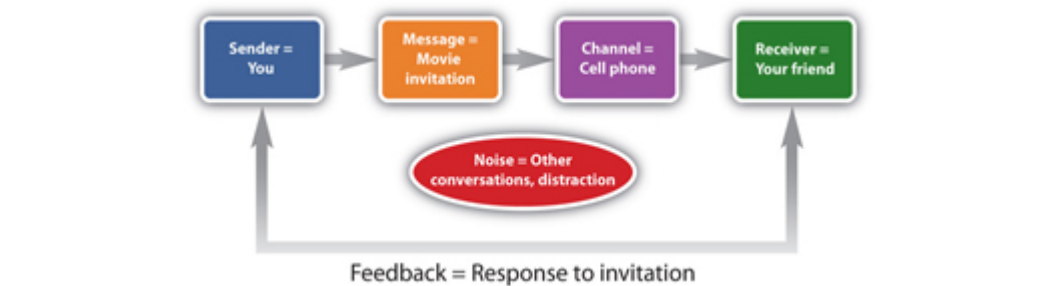 Sender =
You
Message =
Movie
invitation
Channel =
Cell phone
Receiver =
Your friend
Noise = Other
conversations, distraction
Feedback = Response to invitation